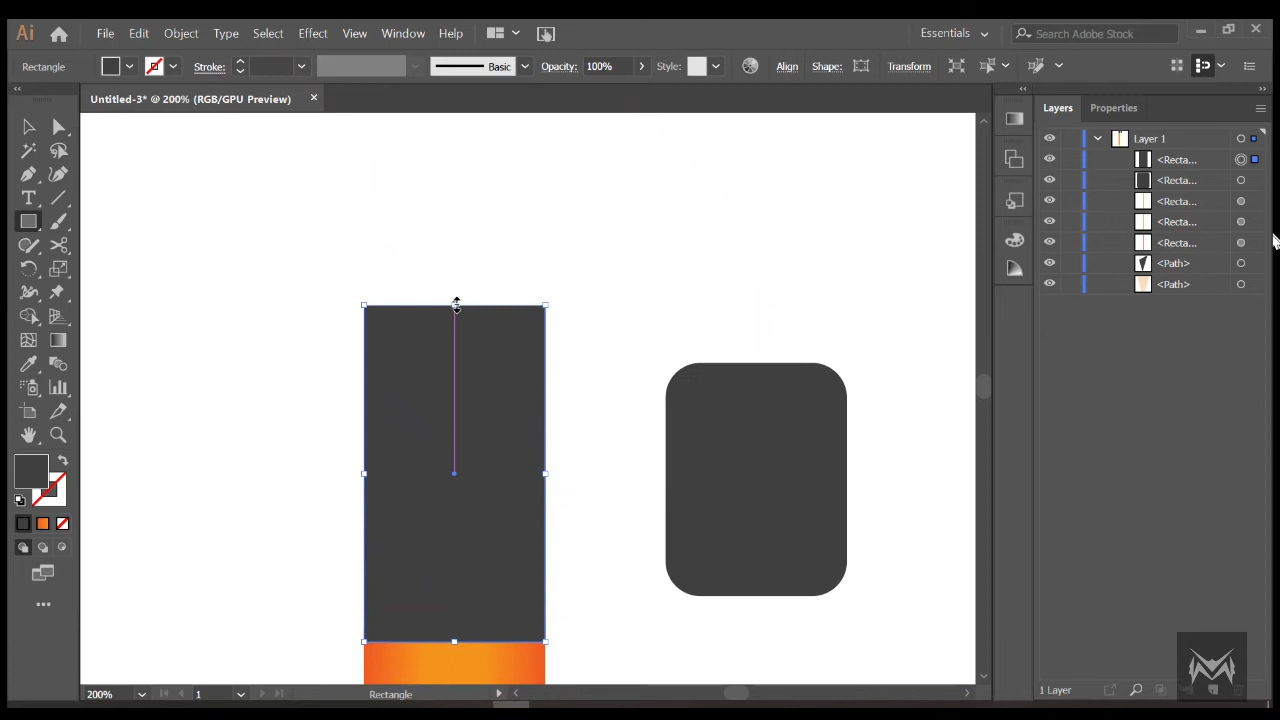 Ai File Edit Object Type Select Effect View Window Help Essentials Search Adobe Stock
Rectangle Stroke: Basic Opacity: 100% Style: Align Shape: Transform
Untitled-3* @ 200% (RGB/GPU Preview)
Layers Properties
Layer 1
<Recta...
<Recta...
<Recta...
<Recta...
<Recta...
<Path>
<Path>
200% 1 Rectangle
1 Layer